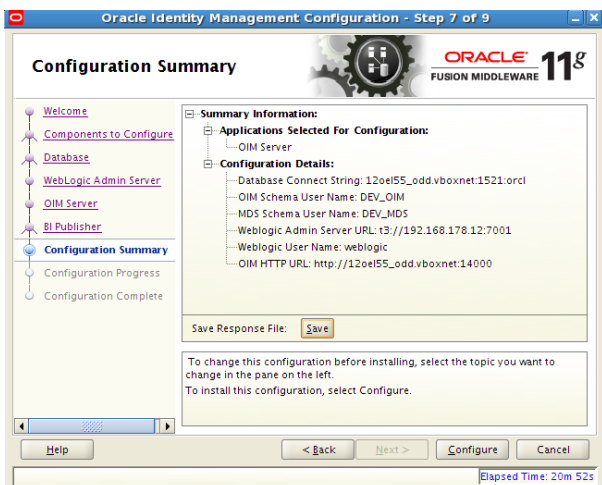 Oracle Identity Management Configuration - Step 7 of 9
Configuration Summary
ORACLE
FUSION MIDDLEWARE
11g
Welcome
Components to Configure
Database
WebLogic Admin Server
OIM Server
BI Publisher
Configuration Summary
Configuration Progress
Configuration Complete
Summary Information:
Applications Selected For Configuration:
OIM Server
Configuration Details:
Database Connect String: 12oel55_odd.vboxnet:1521:orcl
OIM Schema User Name: DEV_OIM
MDS Schema User Name: DEV_MDS
Weblogic Admin Server URL: t3://192.168.178.12:7001
Weblogic User Name: weblogic
OIM HTTP URL: http://12oel55_odd.vboxnet:14000
Save Response File: Save
To change this configuration before installing, select the topic you want to
change in the pane on the left.
To install this configuration, select Configure.
Help < Back Next > Configure Cancel
Elapsed Time: 20m 52s